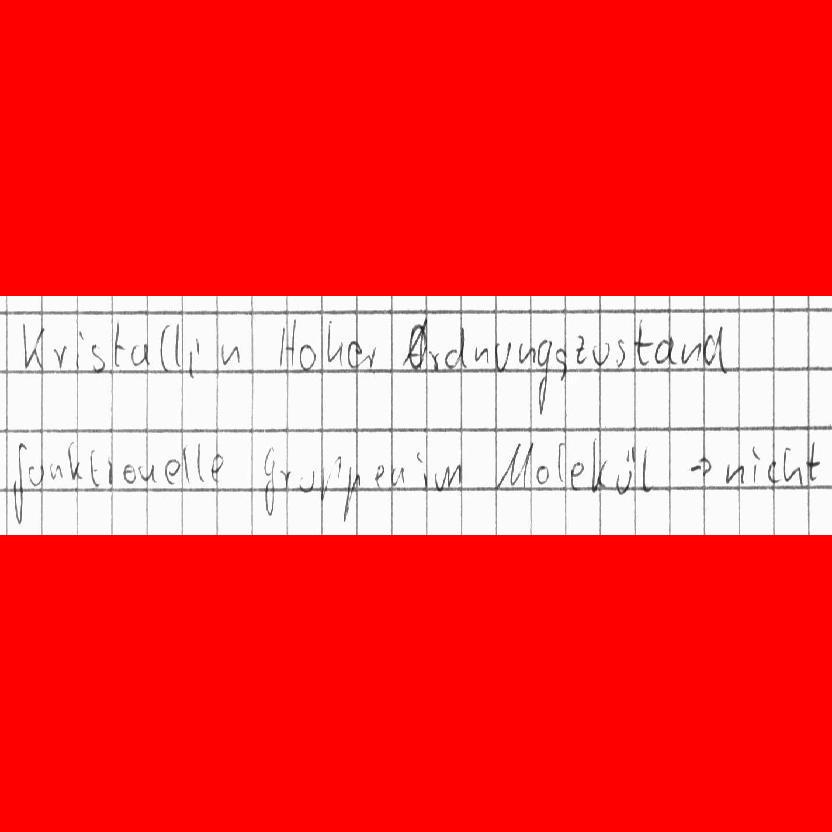 Kristallin Hoher Ordnungszustand
funktionelle gruppen im Molekül → nicht